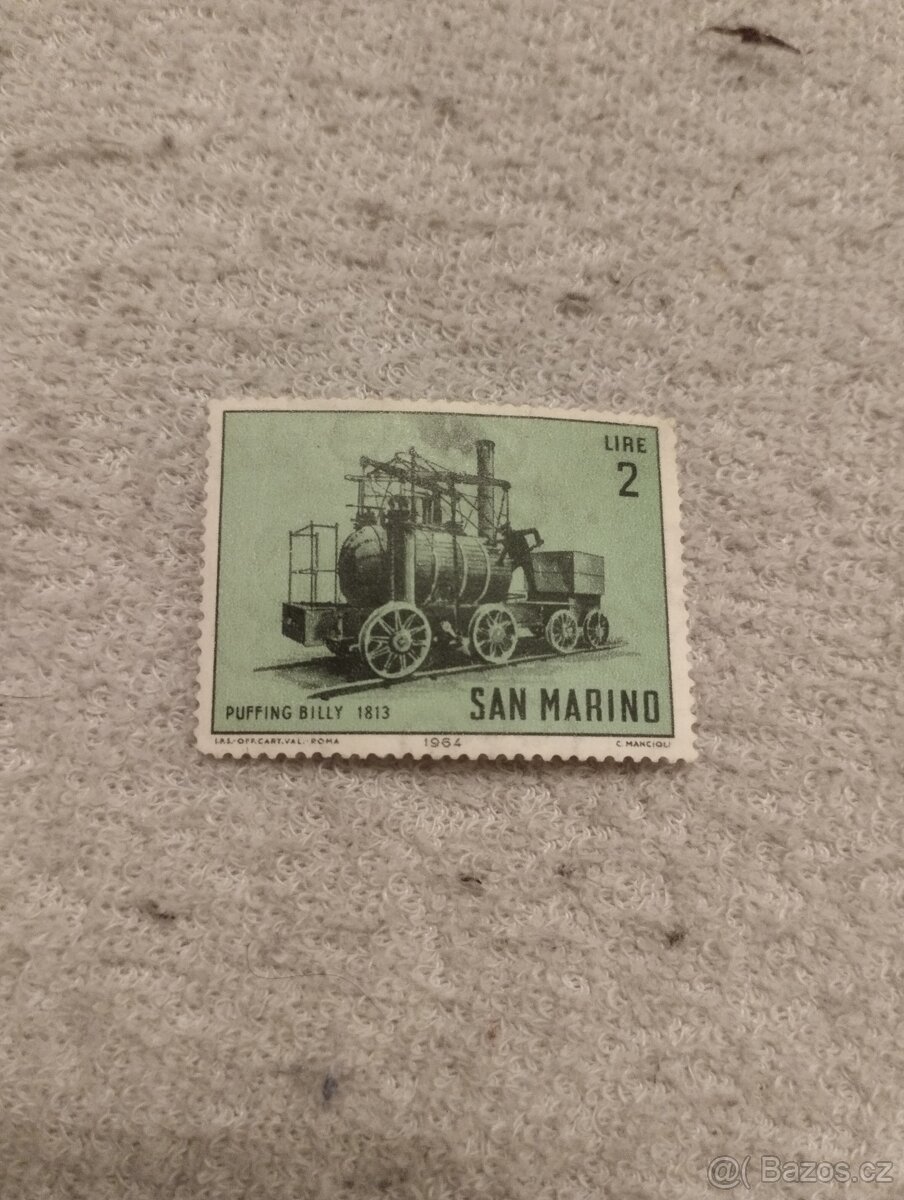 LIRE
2
PUFFING BILLY 1813
SAN MARINO
I.P.S.-OFF.CART.VAL. ROMA
1964
C. MANCIOLI
@( Bazos.cz